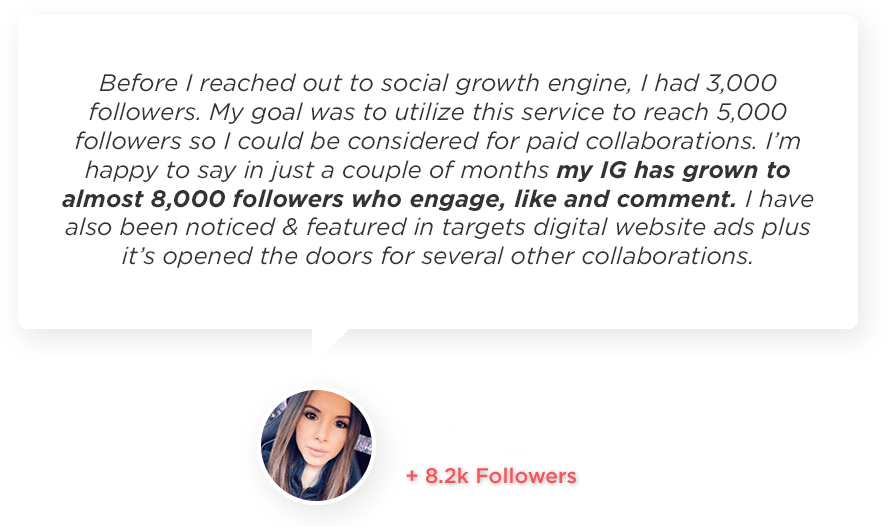 Before I reached out to social growth engine, I had 3,000
followers. My goal was to utilize this service to reach 5,000
followers so I could be considered for paid collaborations. I’m
happy to say in just a couple of months my IG has grown to
almost 8,000 followers who engage, like and comment. I have
also been noticed & featured in targets digital website ads plus
it’s opened the doors for several other collaborations.
+ 8.2k Followers